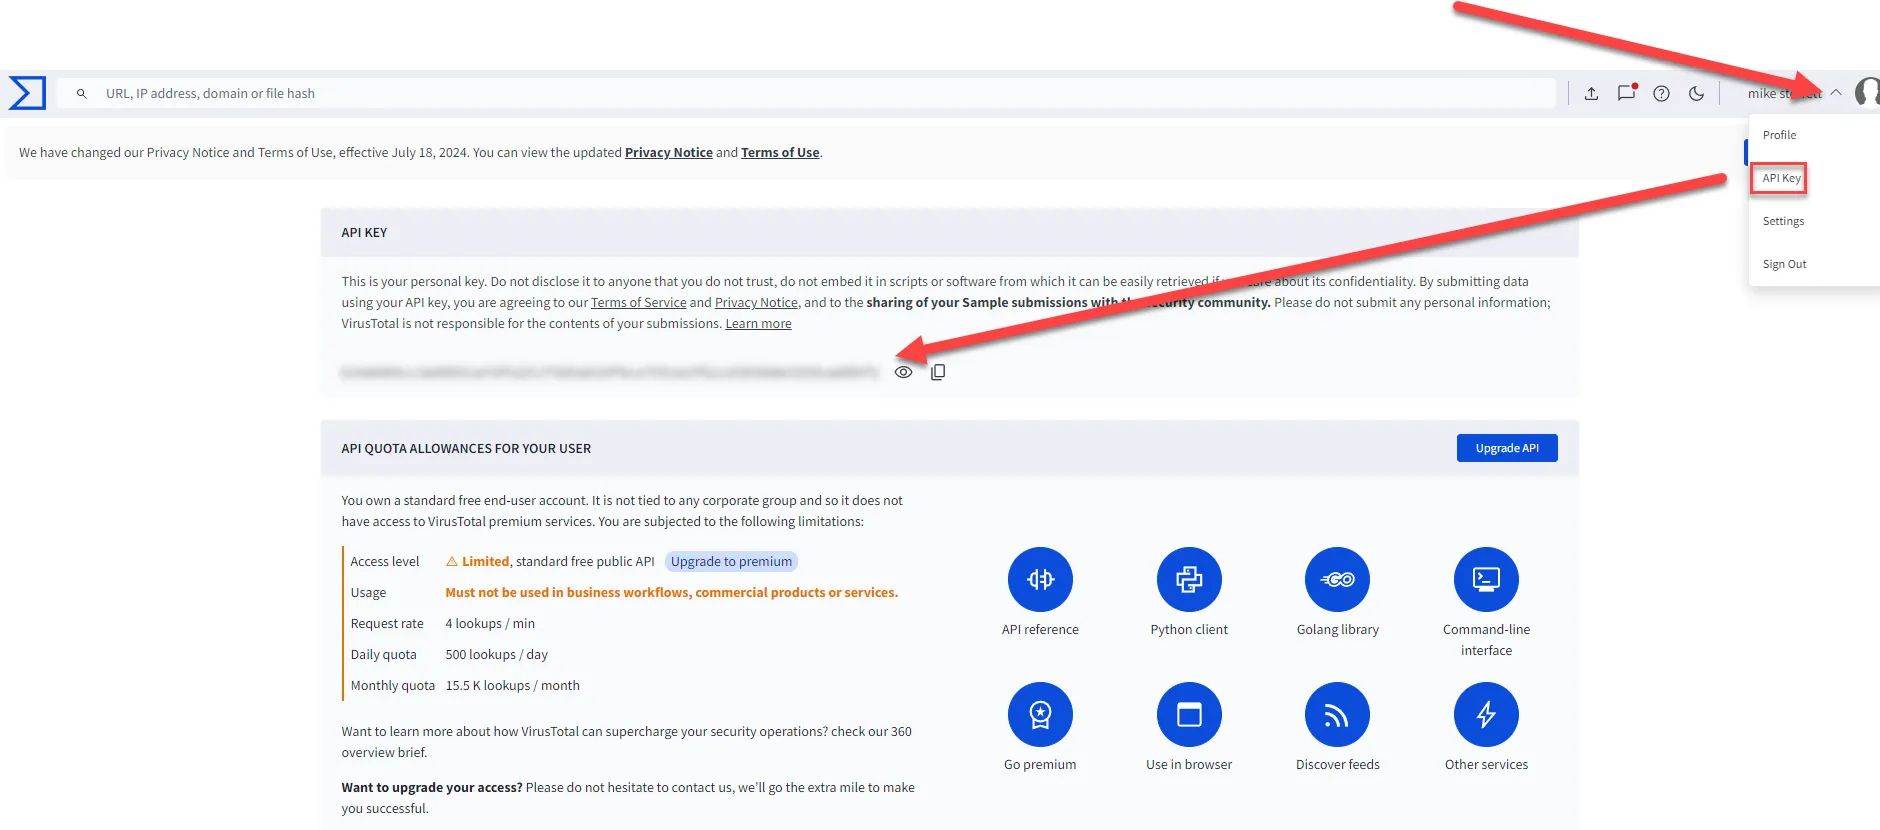 URL, IP address, domain or file hash
mike
We have changed our Privacy Notice and Terms of Use, effective July 18, 2024. You can view the updated Privacy Notice and Terms of Use.
Profile
API Key
Settings
Sign Out
API KEY
This is your personal key. Do not disclose it to anyone that you do not trust, do not embed it in scripts or software from which it can be easily retrieved if care about its confidentiality. By submitting data
using your API key, you are agreeing to our Terms of Service and Privacy Notice, and to the sharing of your Sample submissions with security community. Please do not submit any personal information;
VirusTotal is not responsible for the contents of your submissions. Learn more
API QUOTA ALLOWANCES FOR YOUR USER
Upgrade API
You own a standard free end-user account. It is not tied to any corporate group and so it does not
have access to VirusTotal premium services. You are subjected to the following limitations:
Access level Limited, standard free public API Upgrade to premium
Usage Must not be used in business workflows, commercial products or services.
Request rate 4 lookups / min
Daily quota 500 lookups / day
Monthly quota 15.5 K lookups / month
Want to learn more about how VirusTotal can supercharge your security operations? check our 360
overview brief.
Want to upgrade your access? Please do not hesitate to contact us, we'll go the extra mile to make
you successful.
API reference
Python client
GO
Golang library
Command-line
interface
Go premium
Use in browser
Discover feeds
Other services